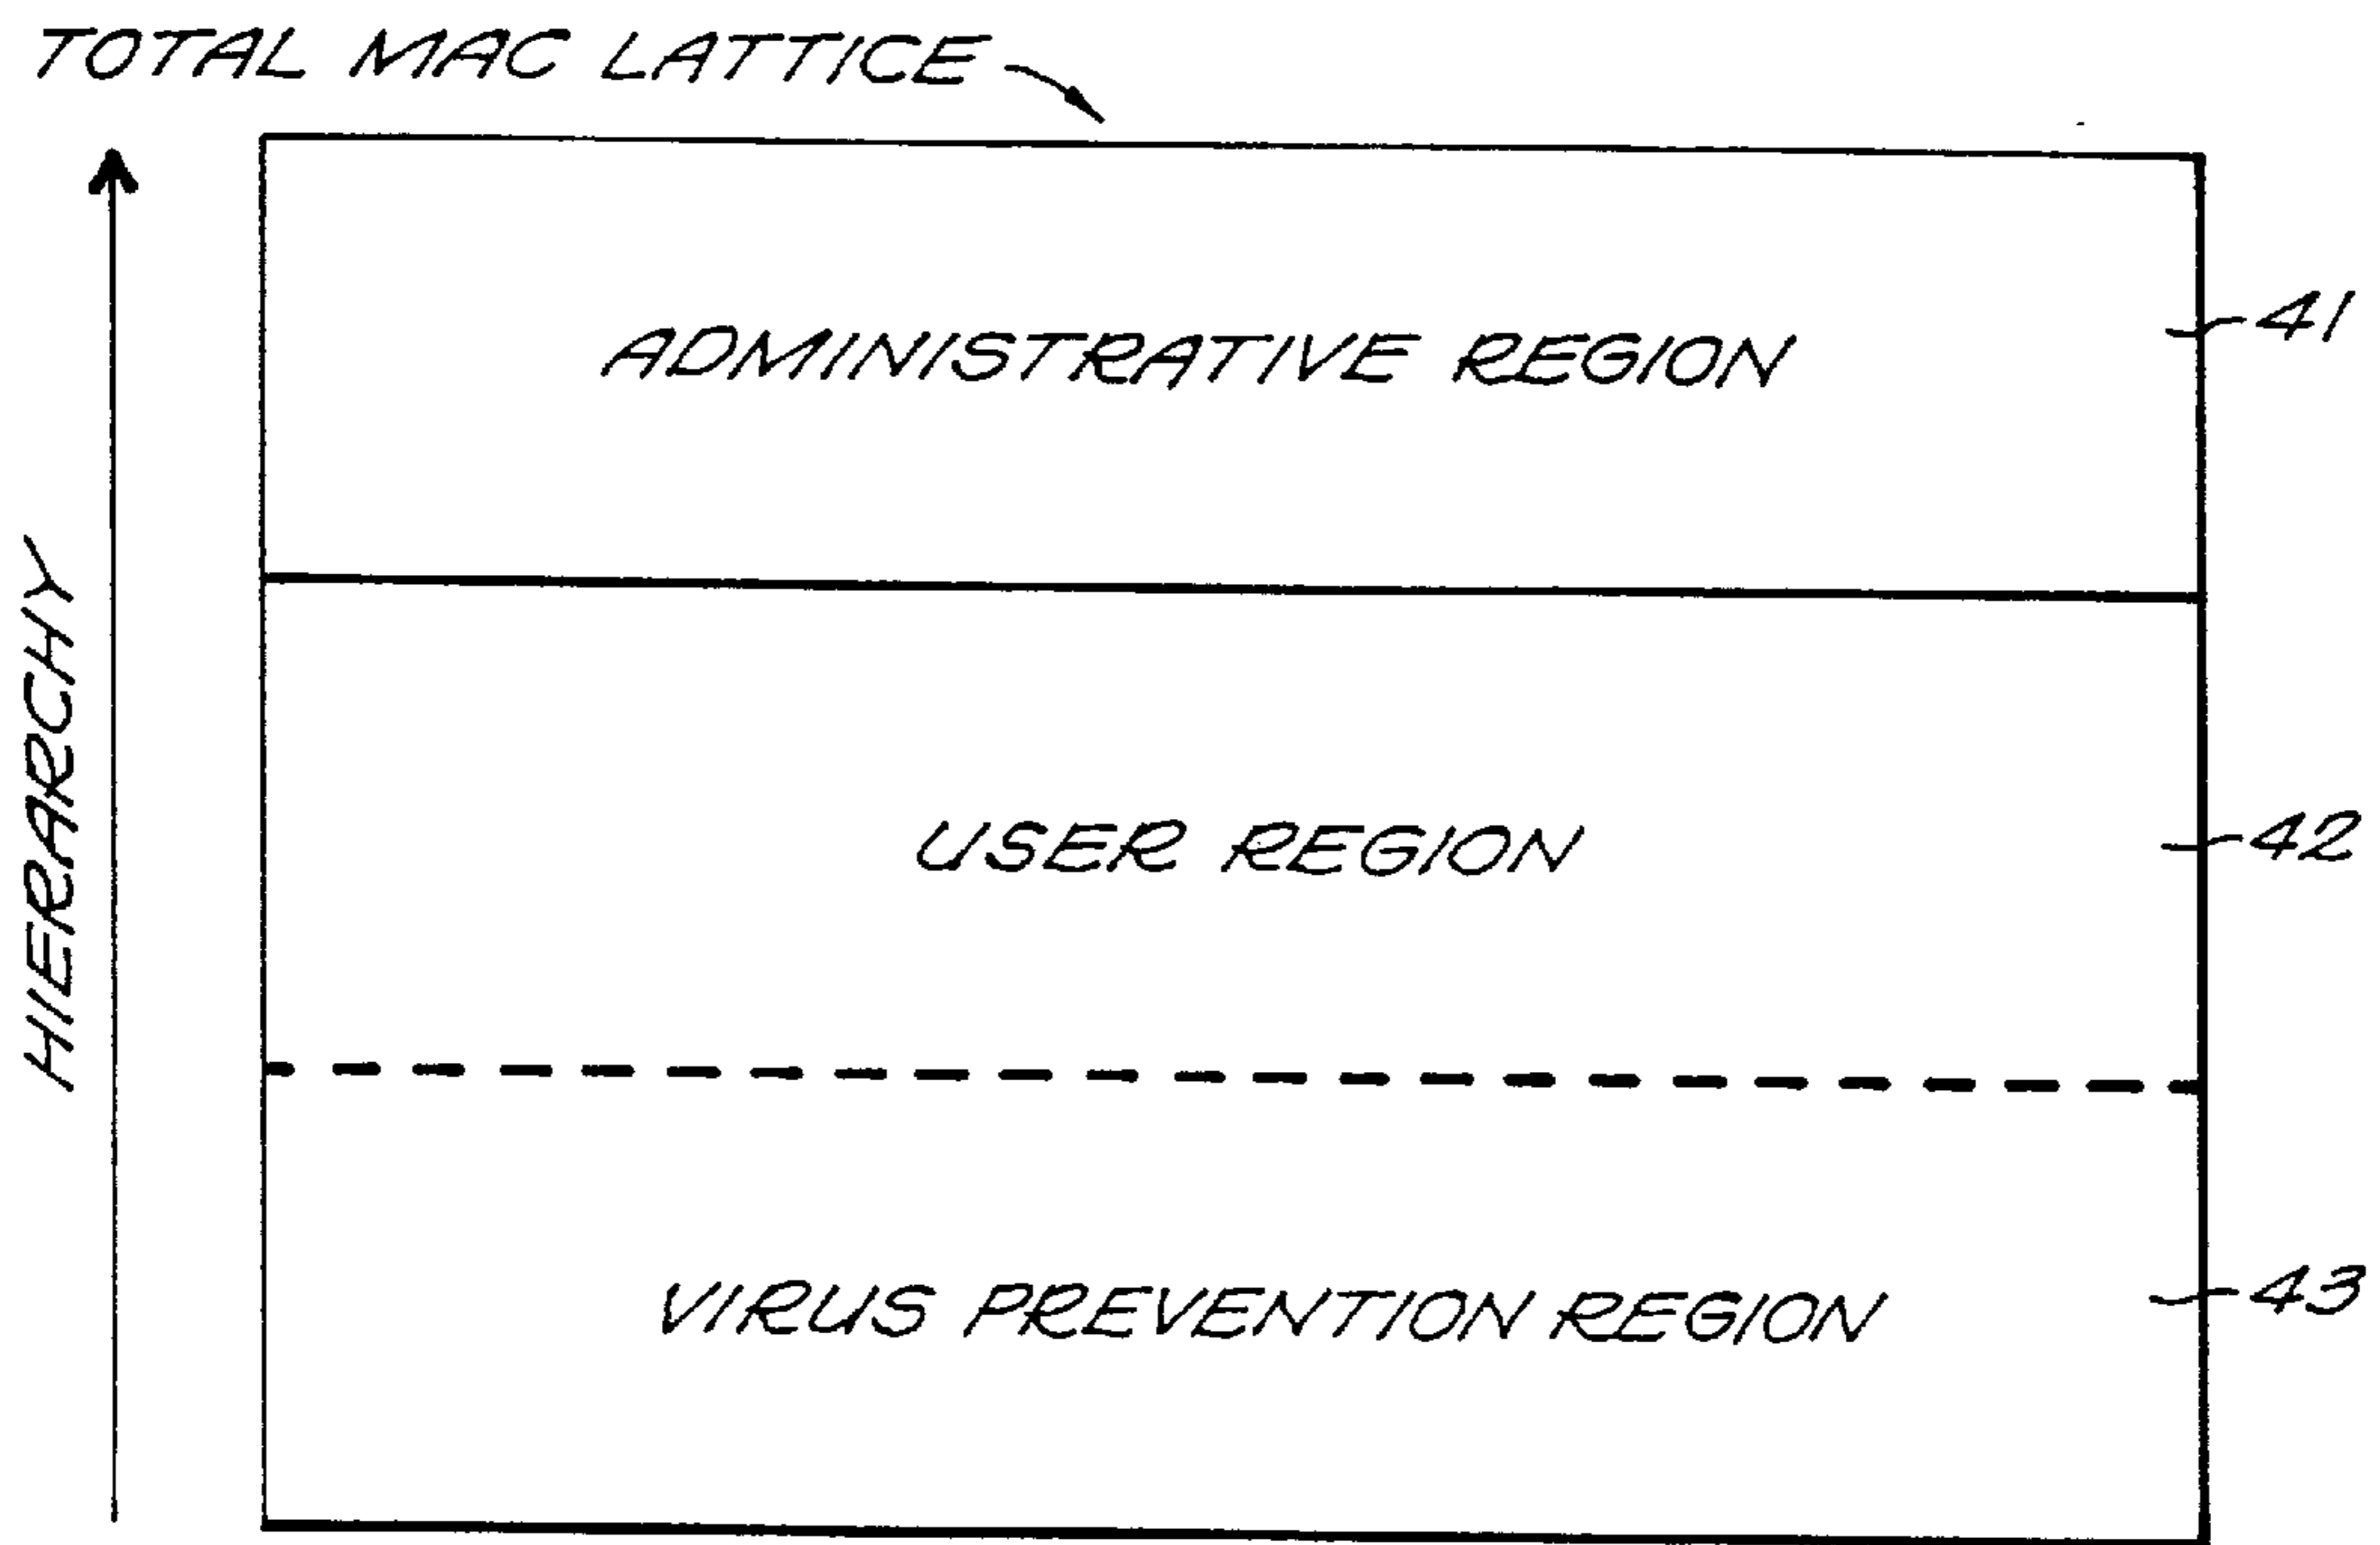 TOTAL MAC LATTICE
ADMINISTRATIVE REGION
41
HIERARCHY
USER REGION
42
VIRUS PREVENTION REGION
43